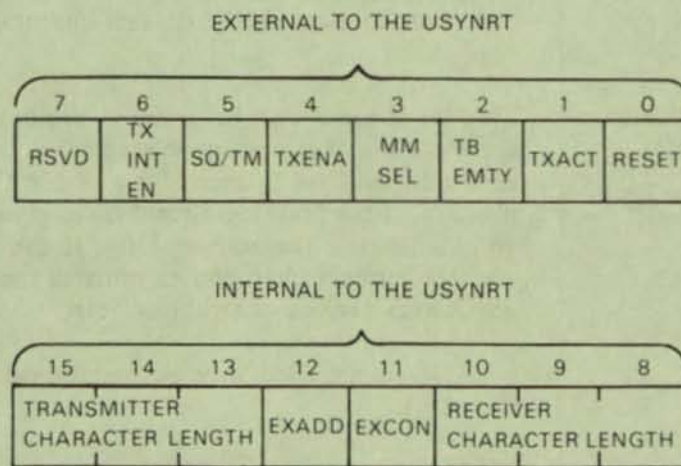 EXTERNAL TO THE USYNRT
7 6 5 4 3 2 1 0
RSVD TX INT EN SQ/TM TXENA MM SEL TB EMTY TXACT RESET
INTERNAL TO THE USYNRT
15 14 13 12 11 10 9 8
TRANSMITTER CHARACTER LENGTH EXADD EXCON RECEIVER CHARACTER LENGTH